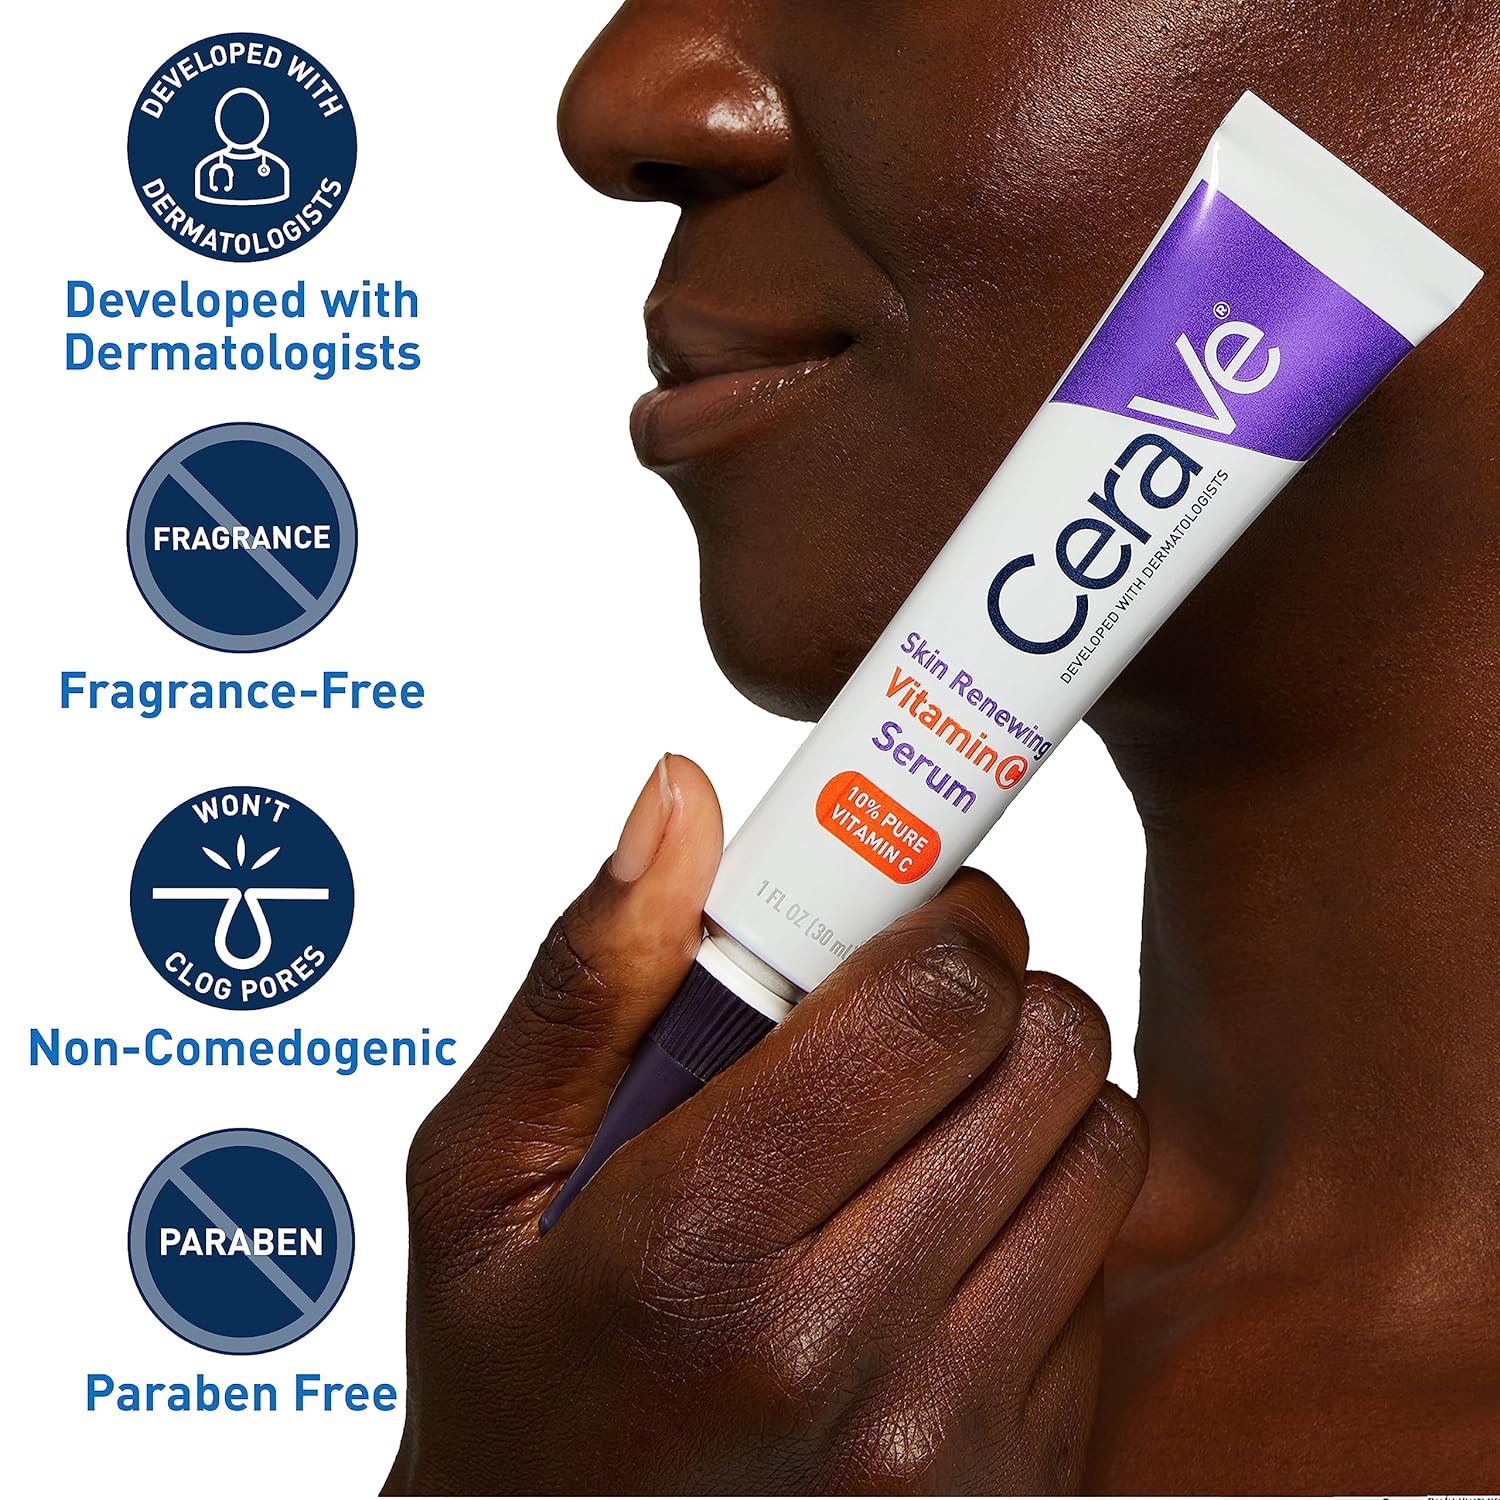 DEVELOPED WITH
DERMATOLOGISTS
Developed with
Dermatologists
FRAGRANCE
Fragrance-Free
WON'T
CLOG PORES
Non-Comedogenic
PARABEN
Paraben Free
CeraVe®
DEVELOPED WITH DERMATOLOGISTS
Skin Renewing
Vitamin C
Serum
10% PURE
VITAMIN C
1 FL OZ (30 mL